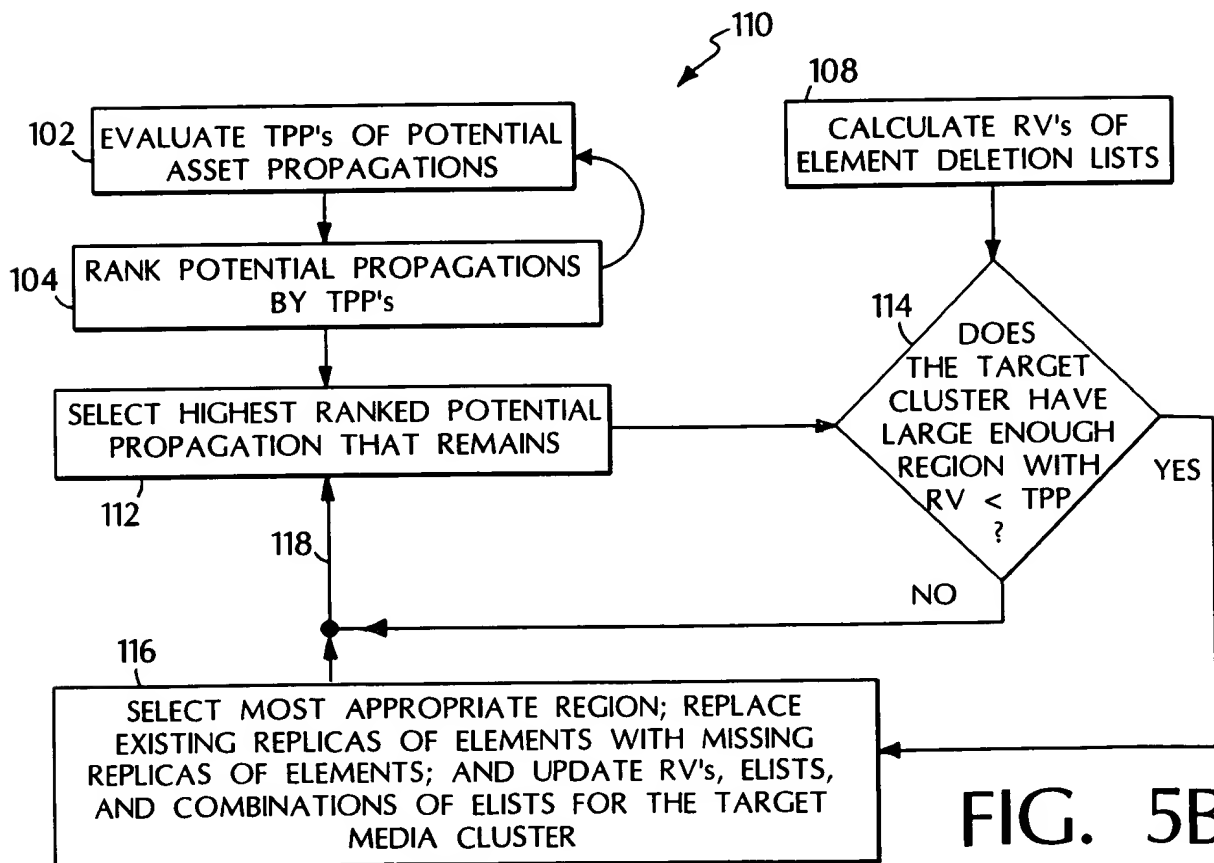 110
102
EVALUATE TPP's OF POTENTIAL
ASSET PROPAGATIONS
104
RANK POTENTIAL PROPAGATIONS
BY TPP's
SELECT HIGHEST RANKED POTENTIAL
PROPAGATION THAT REMAINS
112
108
CALCULATE RV's OF
ELEMENT DELETION LISTS
114
DOES
THE TARGET
CLUSTER HAVE
LARGE ENOUGH
REGION WITH
RV < TPP
?
YES
NO
118
116
SELECT MOST APPROPRIATE REGION; REPLACE
EXISTING REPLICAS OF ELEMENTS WITH MISSING
REPLICAS OF ELEMENTS; AND UPDATE RV's, ELISTS,
AND COMBINATIONS OF ELISTS FOR THE TARGET
MEDIA CLUSTER
FIG. 5B